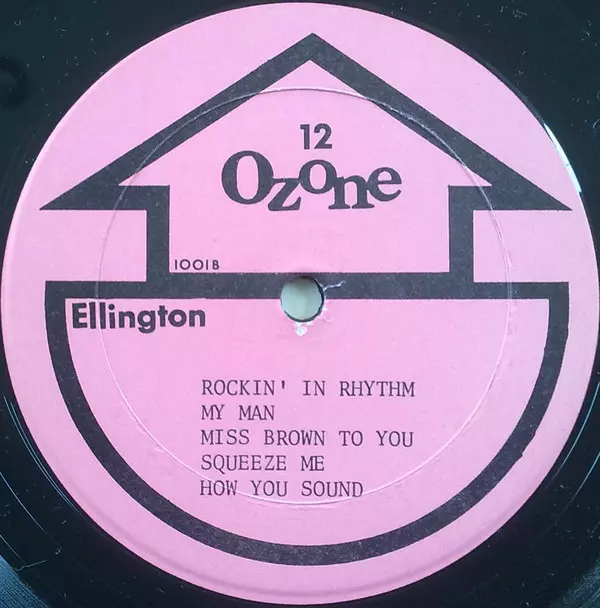 12
Ozone
1001B
Ellington
ROCKIN' IN RHYTHM
MY MAN
MISS BROWN TO YOU
SQUEEZE ME
HOW YOU SOUND